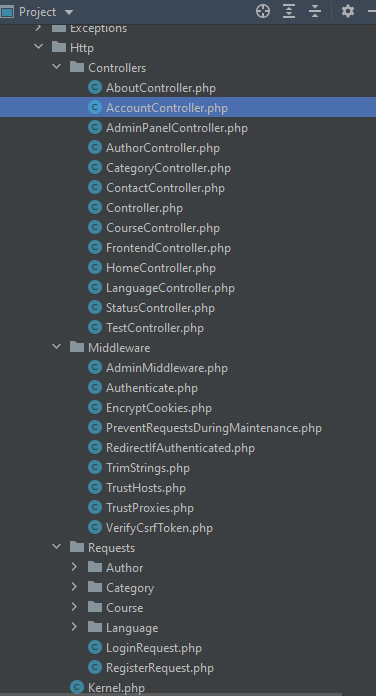 Project
Exceptions
Http
Controllers
AboutController.php
AccountController.php
AdminPanelController.php
AuthorController.php
CategoryController.php
ContactController.php
Controller.php
CourseController.php
FrontendController.php
HomeController.php
LanguageController.php
StatusController.php
TestController.php
Middleware
AdminMiddleware.php
Authenticate.php
EncryptCookies.php
PreventRequestsDuringMaintenance.php
RedirectIfAuthenticated.php
TrimStrings.php
TrustHosts.php
TrustProxies.php
VerifyCsrfToken.php
Requests
Author
Category
Course
Language
LoginRequest.php
RegisterRequest.php
Kernel.php